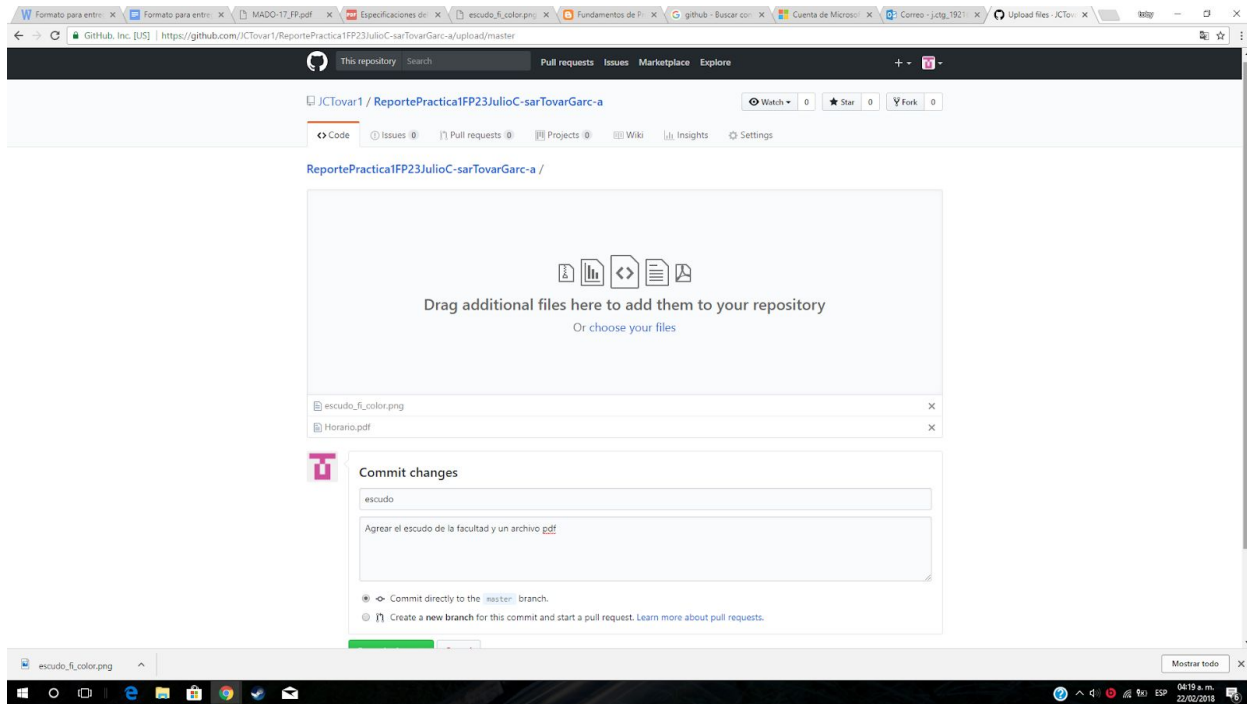 Formato para entre
Formato para entre
MADO-17_FP.pdf
Especificaciones de
escudo_fi_color.png
Fundamentos de P
github - Buscar con
Cuenta de Microsof
Correo - j.ctg_1921
Upload files - JCTov
GitHub, Inc. [US] | https://github.com/JCTovar1/ReportePractica1FP23JulioC-sarTovarGarc-a/upload/master
This repository Search Pull requests Issues Marketplace Explore
JCTovar1 / ReportePractica1FP23JulioC-sarTovarGarc-a
Watch 0 Star 0 Fork 0
Code Issues 0 Pull requests 0 Projects 0 Wiki Insights Settings
ReportePractica1FP23JulioC-sarTovarGarc-a /
Drag additional files here to add them to your repository
Or choose your files
escudo_fi_color.png
Horario.pdf
Commit changes
escudo
Agrear el escudo de la facultad y un archivo pdf
Commit directly to the master branch.
Create a new branch for this commit and start a pull request. Learn more about pull requests.
escudo_fi_color.png
Mostrar todo
ESP
04:19 a. m.
22/02/2018